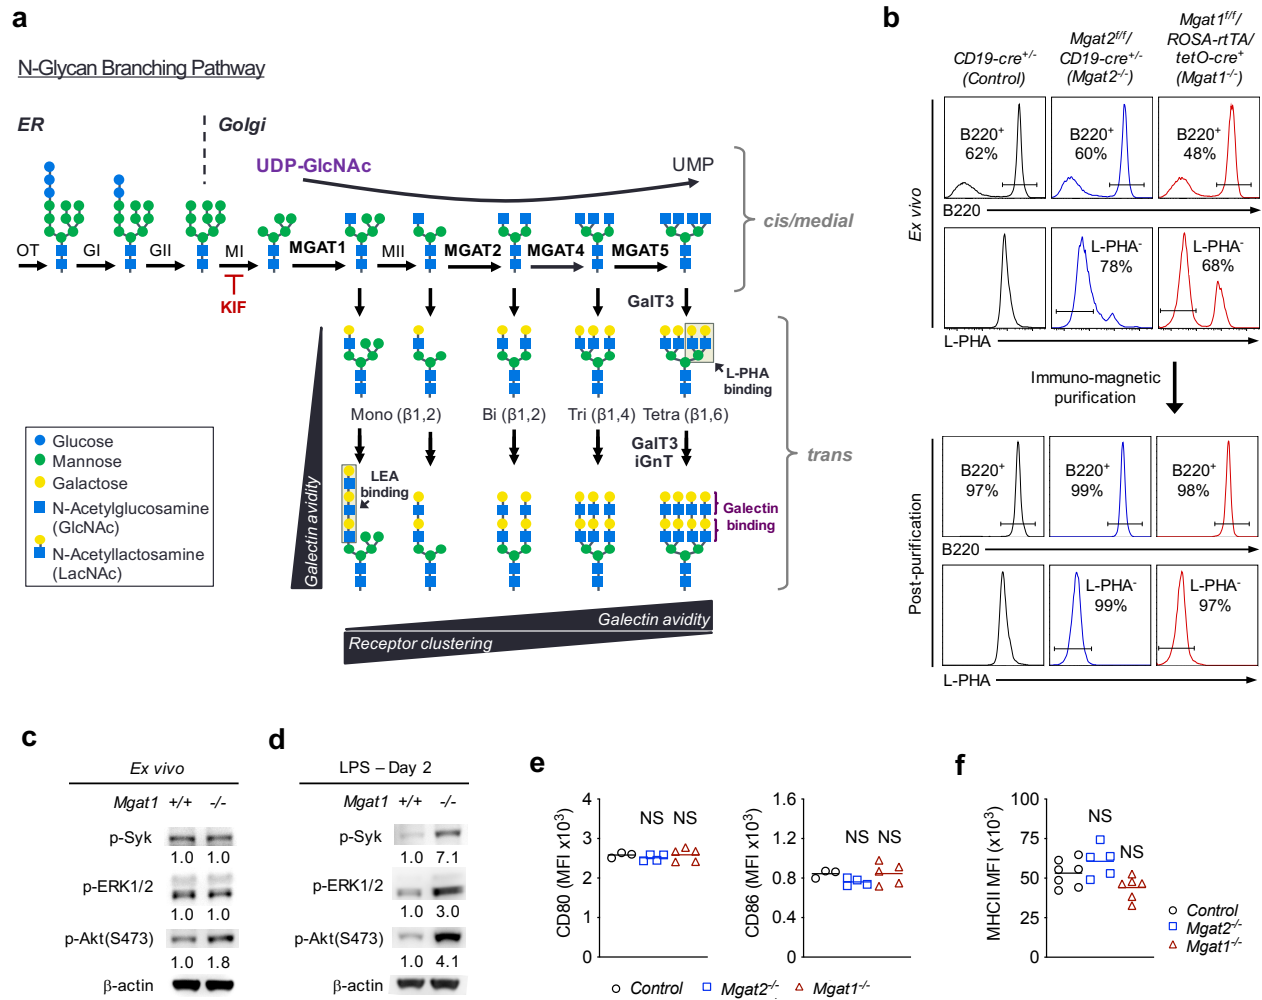 a
N-Glycan Branching Pathway
ER
Golgi
UDP-GlcNAc
UMP
cis/medial
OT
GI
GII
MI
MGAT1
MII
MGAT2
MGAT4
MGAT5
KIF
GalT3
L-PHA
binding
Mono (β1,2)
Bi (β1,2)
Tri (β1,4)
Tetra (β1,6)
GalT3
iGnT
trans
LEA
binding
Galectin
binding
Galectin avidity
Galectin avidity
Receptor clustering
Glucose
Mannose
Galactose
N-Acetylglucosamine
(GlcNAc)
N-Acetyllactosamine
(LacNAc)
b
CD19-cre+/-
(Control)
Mgat2f/f/
CD19-cre+/-
(Mgat2-/-)
Mgat1f/f/
ROSA-rtTA/
tetO-cre+
(Mgat1-/-)
Ex vivo
B220+
62%
B220+
60%
B220+
48%
B220
L-PHA-
78%
L-PHA-
68%
L-PHA
Immuno-magnetic
purification
Post-purification
B220+
97%
B220+
99%
B220+
98%
B220
L-PHA-
99%
L-PHA-
97%
L-PHA
c
Ex vivo
Mgat1 +/+ -/-
p-Syk
1.0 1.0
p-ERK1/2
1.0 1.0
p-Akt(S473)
1.0 1.8
β-actin
d
LPS – Day 2
Mgat1 +/+ -/-
p-Syk
1.0 7.1
p-ERK1/2
1.0 3.0
p-Akt(S473)
1.0 4.1
β-actin
e
CD80 (MFI x10³)
4
3
2
1
0
NS NS
CD86 (MFI x10³)
1.6
1.2
0.8
0.4
0
NS NS
Control Mgat2-/- Mgat1-/-
f
MHCII MFI (x10³)
100
75
50
25
0
NS
NS
Control
Mgat2-/-
Mgat1-/-